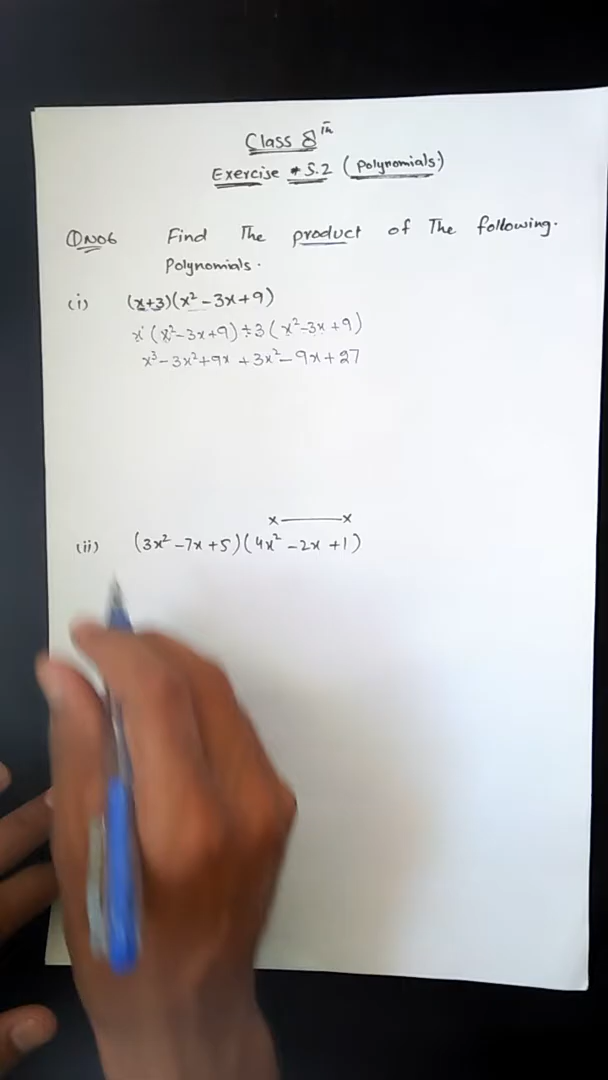 Class 8th
Exercise # 5.2 (Polynomials)
QNO6 Find The product of The following.
Polynomials.
(i) (x+3)(x²-3x+9)
x(x²-3x+9)+3(x²-3x+9)
x³-3x²+9x+3x²-9x+27
x———x
(ii) (3x²-7x+5)(4x²-2x+1)